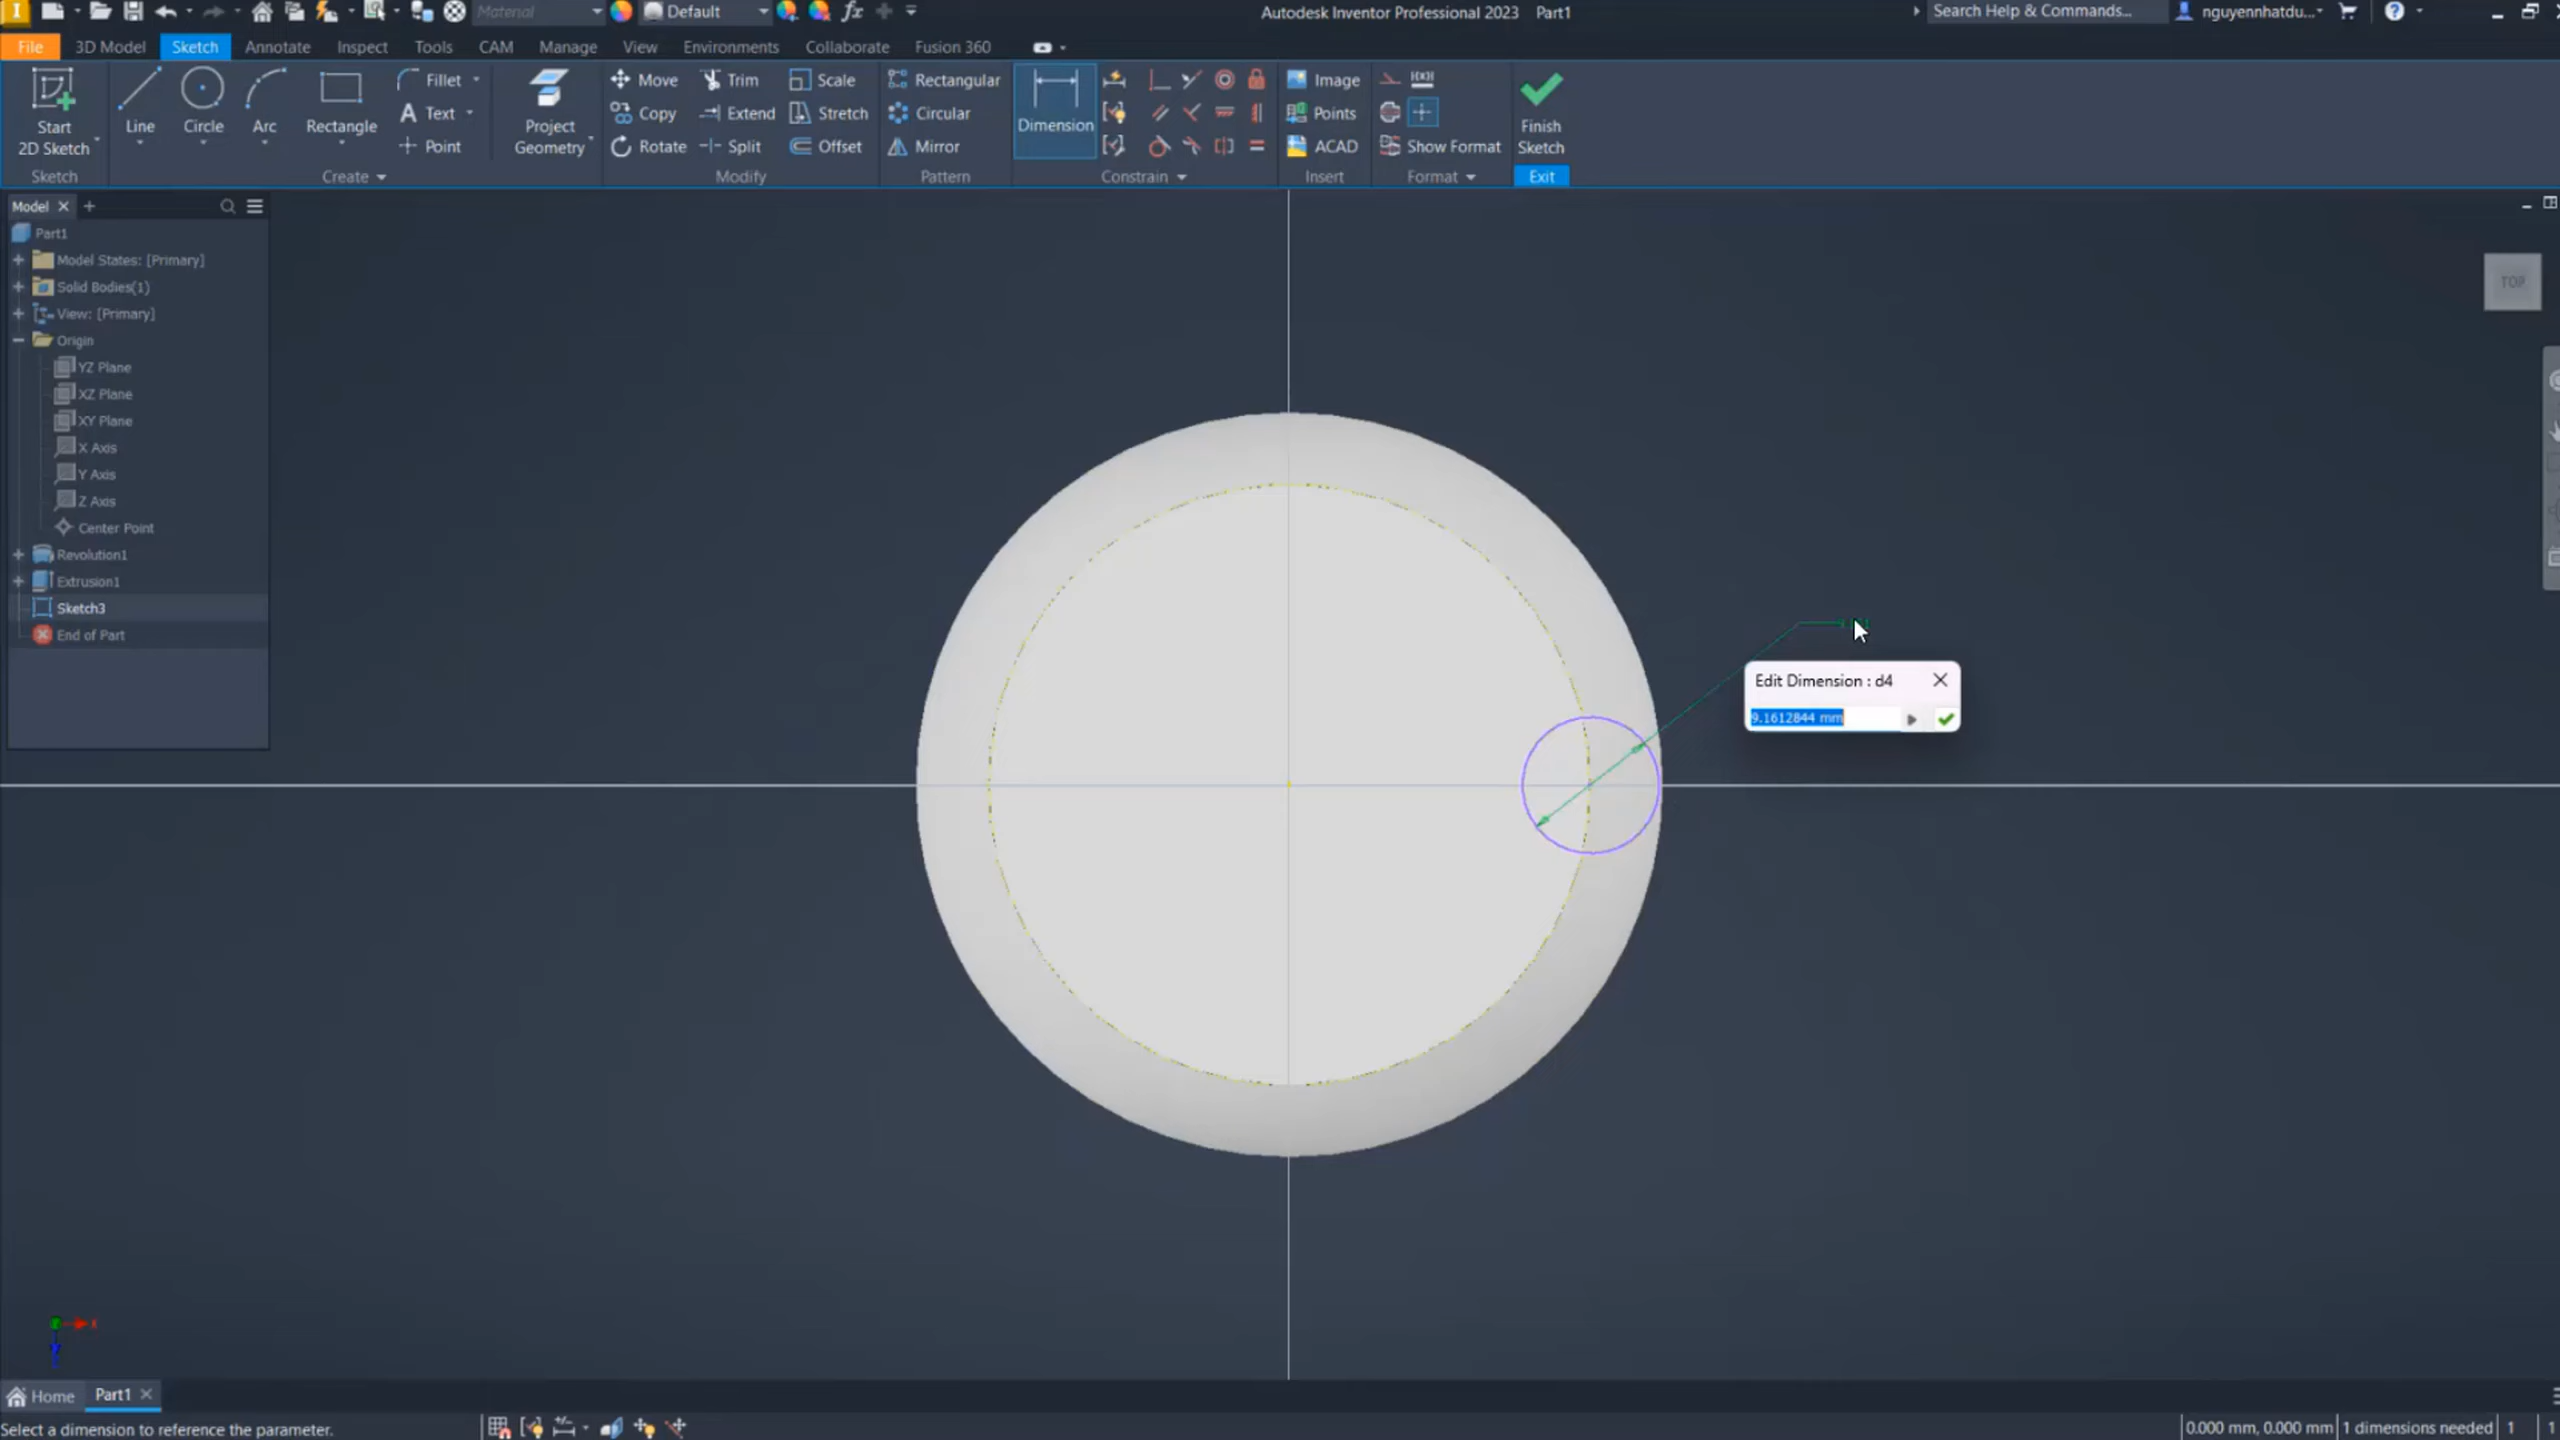 Material Default Autodesk Inventor Professional 2023 Part1 Search Help & Commands... nguyennhatdu...
File 3D Model Sketch Annotate Inspect Tools CAM Manage View Environments Collaborate Fusion 360
Start 2D Sketch
Line
Circle
Arc
Rectangle
Fillet
Text
Point
Project Geometry
Move
Copy
Rotate
Trim
Extend
Split
Scale
Stretch
Offset
Rectangular
Circular
Mirror
Dimension
Image
Points
ACAD
Show Format
Finish Sketch
Sketch Create Modify Pattern Constrain Insert Format Exit
Model
Part1
Model States: [Primary]
Solid Bodies(1)
View: [Primary]
Origin
YZ Plane
XZ Plane
XY Plane
X Axis
Y Axis
Z Axis
Center Point
Revolution1
Extrusion1
Sketch3
End of Part
TOP
Edit Dimension : d4
9.1612844 mm
Home Part1
Select a dimension to reference the parameter. 0.000 mm, 0.000 mm 1 dimensions needed 1 1